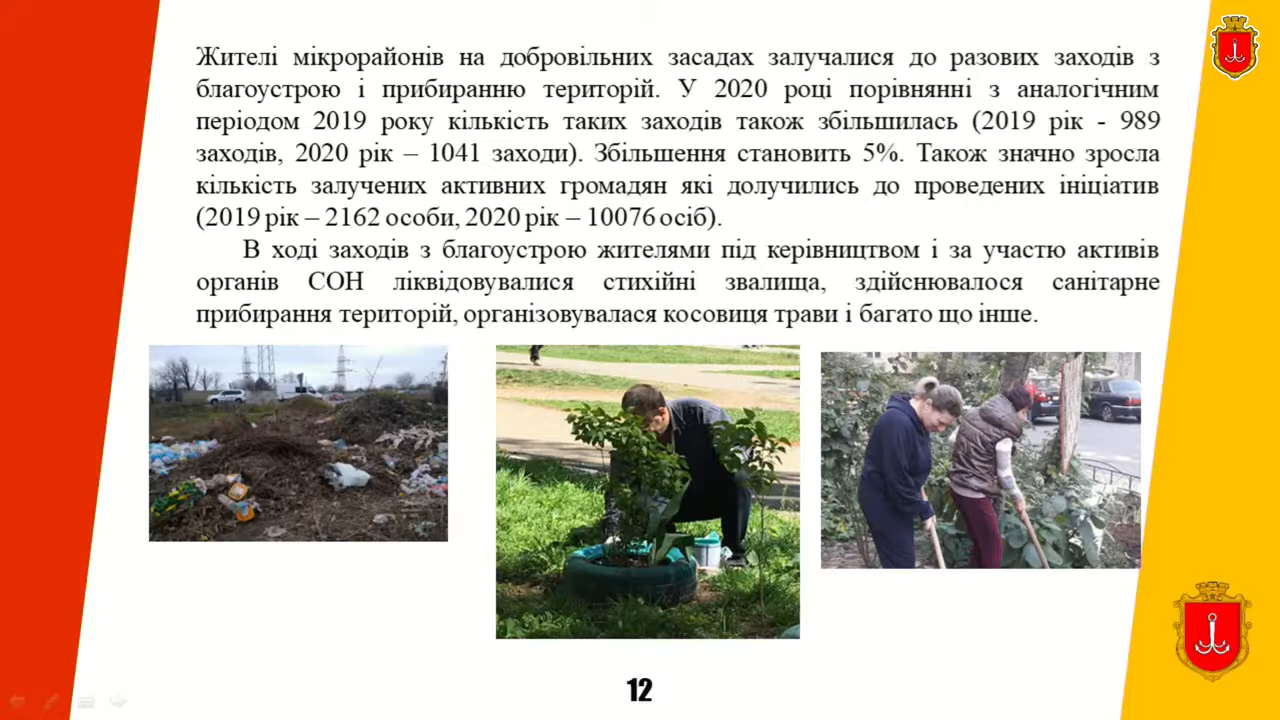 Жителі мікрорайонів на добровільних засадах залучалися до разових заходів з
благоустрою і прибиранню територій. У 2020 році порівнянні з аналогічним
періодом 2019 року кількість таких заходів також збільшилась (2019 рік - 989
заходів, 2020 рік – 1041 заходи). Збільшення становить 5%. Також значно зросла
кількість залучених активних громадян які долучились до проведених ініціатив
(2019 рік – 2162 особи, 2020 рік – 10076 осіб).
В ході заходів з благоустрою жителями під керівництвом і за участю активів
органів СОН ліквідовувалися стихійні звалища, здійснювалося санітарне
прибирання територій, організовувалася косовиця трави і багато що інше.
12